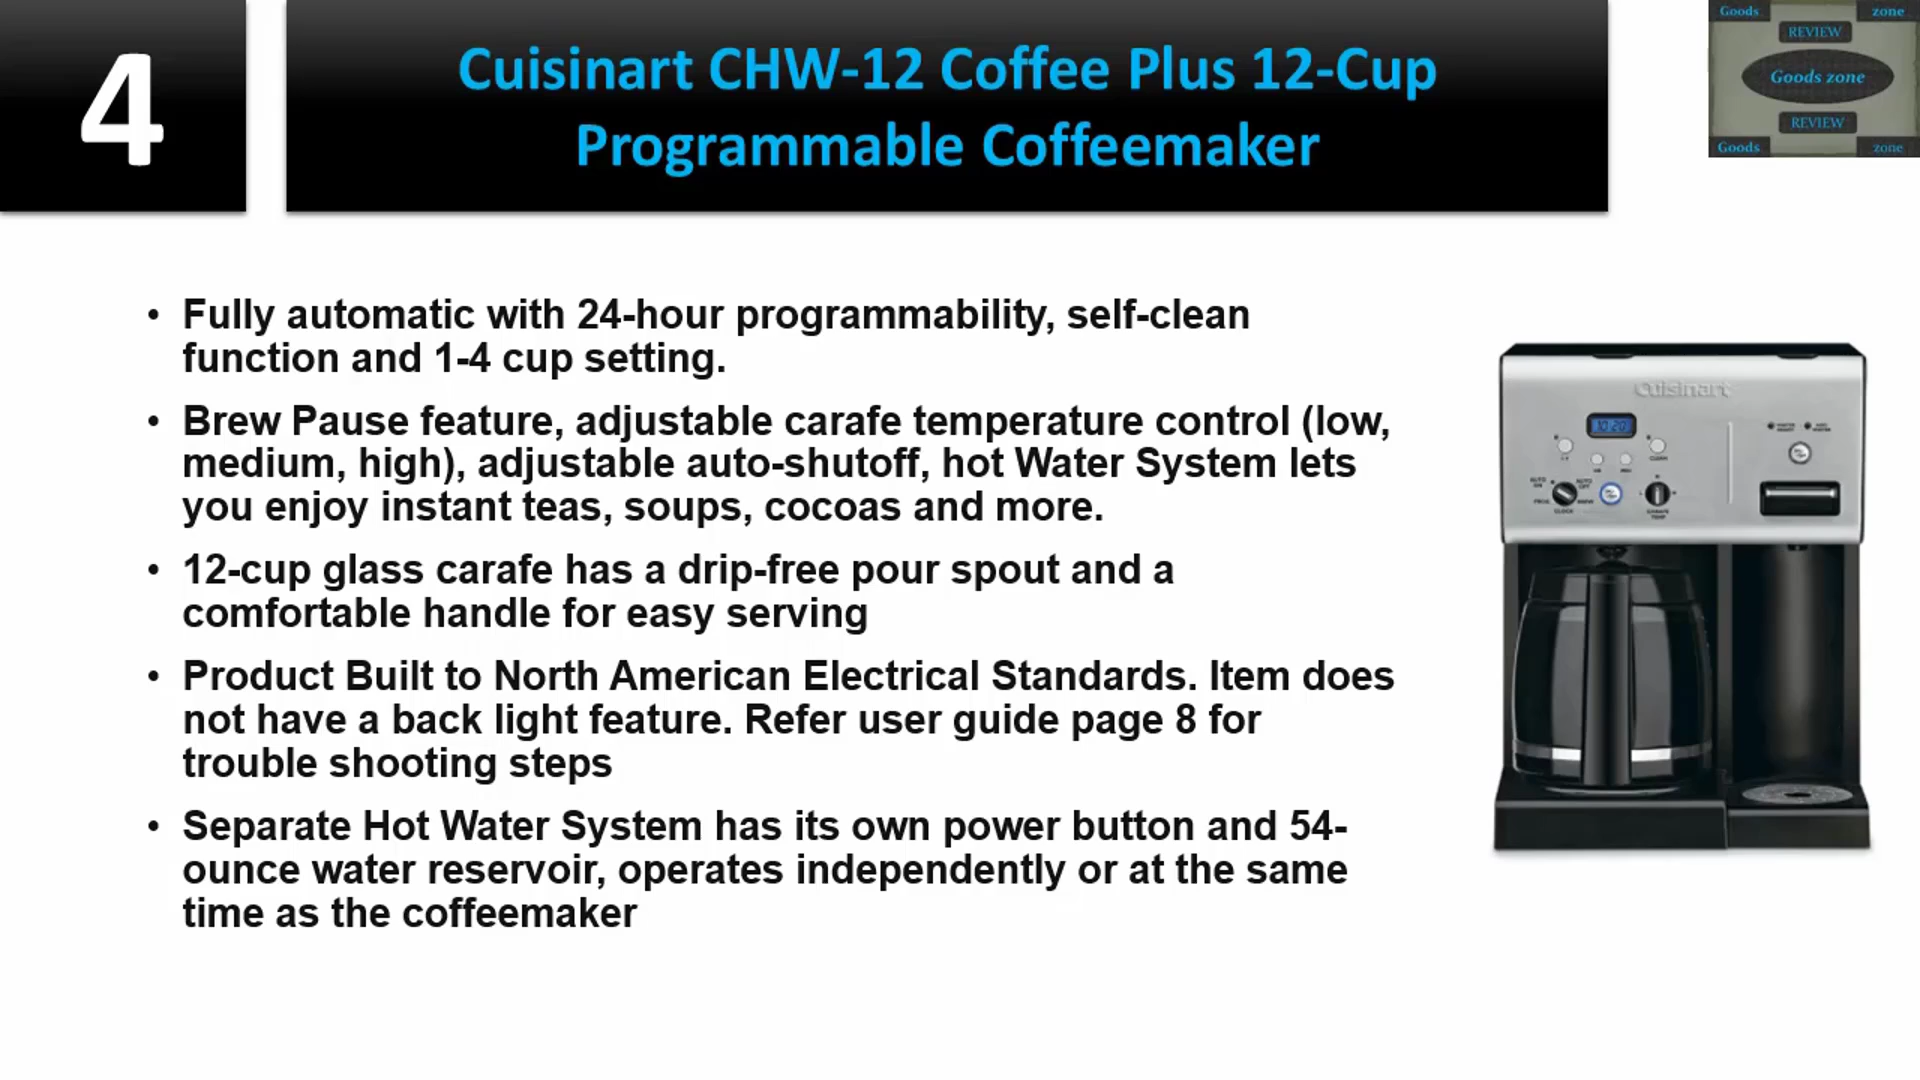 4
Cuisinart CHW-12 Coffee Plus 12-Cup
Programmable Coffeemaker
Goods zone
REVIEW
Goods zone
REVIEW
Goods zone
• Fully automatic with 24-hour programmability, self-clean
function and 1-4 cup setting.
• Brew Pause feature, adjustable carafe temperature control (low,
medium, high), adjustable auto-shutoff, hot Water System lets
you enjoy instant teas, soups, cocoas and more.
• 12-cup glass carafe has a drip-free pour spout and a
comfortable handle for easy serving
• Product Built to North American Electrical Standards. Item does
not have a back light feature. Refer user guide page 8 for
trouble shooting steps
• Separate Hot Water System has its own power button and 54-
ounce water reservoir, operates independently or at the same
time as the coffeemaker
Cuisinart
10:20